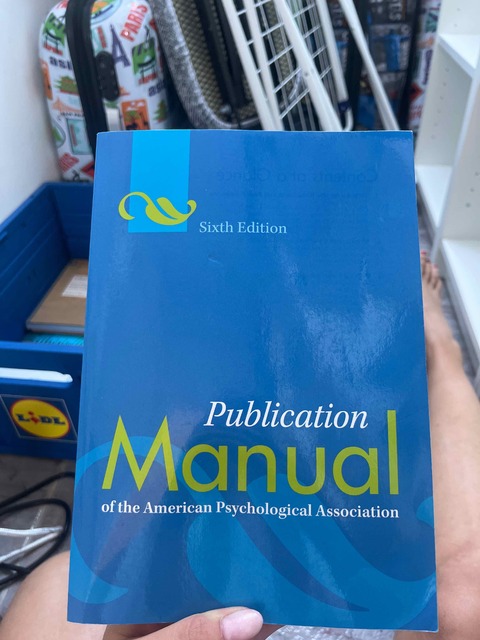 PARIS
Sixth Edition
Publication
Manual
of the American Psychological Association
LIDL